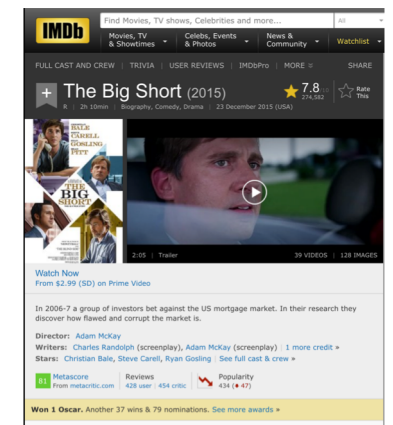 IMDb
Find Movies, TV shows, Celebrities and more...
All
Movies, TV
& Showtimes
Celebs, Events
& Photos
News &
Community
Watchlist
FULL CAST AND CREW | TRIVIA | USER REVIEWS | IMDbPro | MORE
SHARE
+
The Big Short (2015)
7.8/10
274,582
Rate
This
R | 2h 10min | Biography, Comedy, Drama | 23 December 2015 (USA)
BALE
CARELL
GOSLING
PITT
THE
BIG
SHORT
2:05 | Trailer
39 VIDEOS | 128 IMAGES
Watch Now
From $2.99 (SD) on Prime Video
In 2006-7 a group of investors bet against the US mortgage market. In their research they
discover how flawed and corrupt the market is.
Director: Adam McKay
Writers: Charles Randolph (screenplay), Adam McKay (screenplay) | 1 more credit »
Stars: Christian Bale, Steve Carell, Ryan Gosling | See full cast & crew »
81
Metascore
From metacritic.com
Reviews
428 user | 454 critic
Popularity
434 (47)
Won 1 Oscar. Another 37 wins & 79 nominations. See more awards »